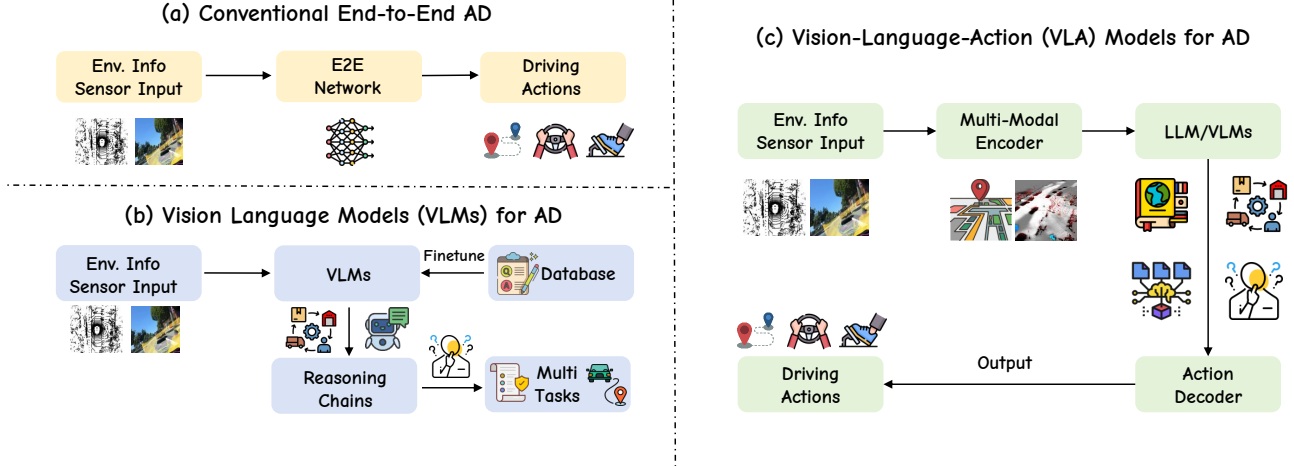 (a) Conventional End-to-End AD
Env. Info
Sensor Input
E2E
Network
Driving
Actions
(b) Vision Language Models (VLMs) for AD
Env. Info
Sensor Input
VLMs
Finetune
Q
A
Database
Reasoning
Chains
Multi
Tasks
(c) Vision-Language-Action (VLA) Models for AD
Env. Info
Sensor Input
Multi-Modal
Encoder
LLM/VLMs
Driving
Actions
Output
Action
Decoder